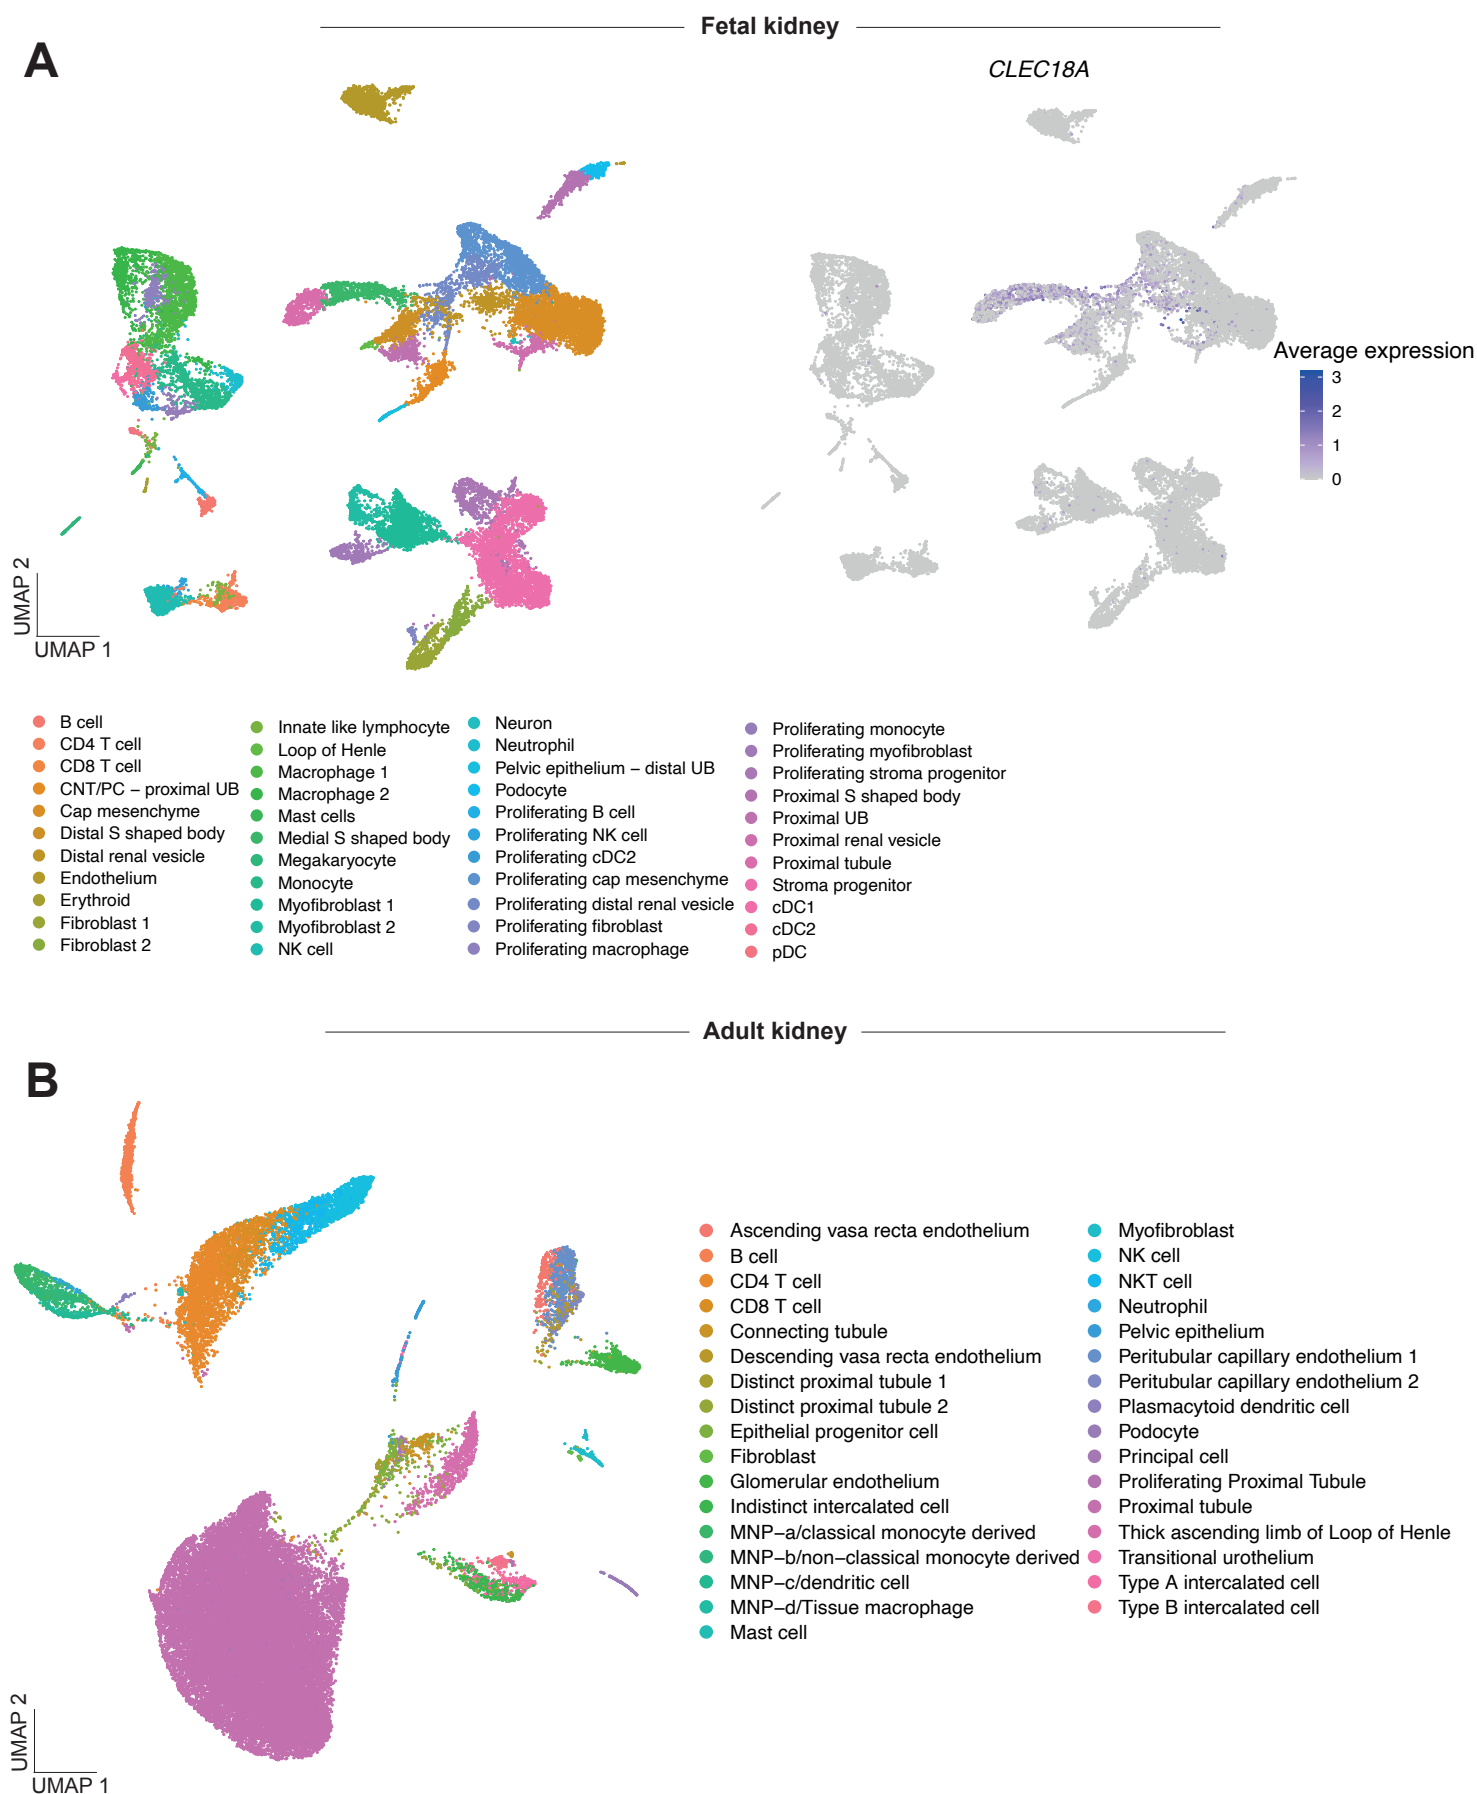 Fetal kidney
A
CLEC18A
Average expression
3
2
1
0
UMAP 2
UMAP 1
B cell
CD4 T cell
CD8 T cell
CNT/PC − proximal UB
Cap mesenchyme
Distal S shaped body
Distal renal vesicle
Endothelium
Erythroid
Fibroblast 1
Fibroblast 2
Innate like lymphocyte
Loop of Henle
Macrophage 1
Macrophage 2
Mast cells
Medial S shaped body
Megakaryocyte
Monocyte
Myofibroblast 1
Myofibroblast 2
NK cell
Neuron
Neutrophil
Pelvic epithelium − distal UB
Podocyte
Proliferating B cell
Proliferating NK cell
Proliferating cDC2
Proliferating cap mesenchyme
Proliferating distal renal vesicle
Proliferating fibroblast
Proliferating macrophage
Proliferating monocyte
Proliferating myofibroblast
Proliferating stroma progenitor
Proximal S shaped body
Proximal UB
Proximal renal vesicle
Proximal tubule
Stroma progenitor
cDC1
cDC2
pDC
Adult kidney
B
Ascending vasa recta endothelium
B cell
CD4 T cell
CD8 T cell
Connecting tubule
Descending vasa recta endothelium
Distinct proximal tubule 1
Distinct proximal tubule 2
Epithelial progenitor cell
Fibroblast
Glomerular endothelium
Indistinct intercalated cell
MNP−a/classical monocyte derived
MNP−b/non−classical monocyte derived
MNP−c/dendritic cell
MNP−d/Tissue macrophage
Mast cell
Myofibroblast
NK cell
NKT cell
Neutrophil
Pelvic epithelium
Peritubular capillary endothelium 1
Peritubular capillary endothelium 2
Plasmacytoid dendritic cell
Podocyte
Principal cell
Proliferating Proximal Tubule
Proximal tubule
Thick ascending limb of Loop of Henle
Transitional urothelium
Type A intercalated cell
Type B intercalated cell
UMAP 2
UMAP 1